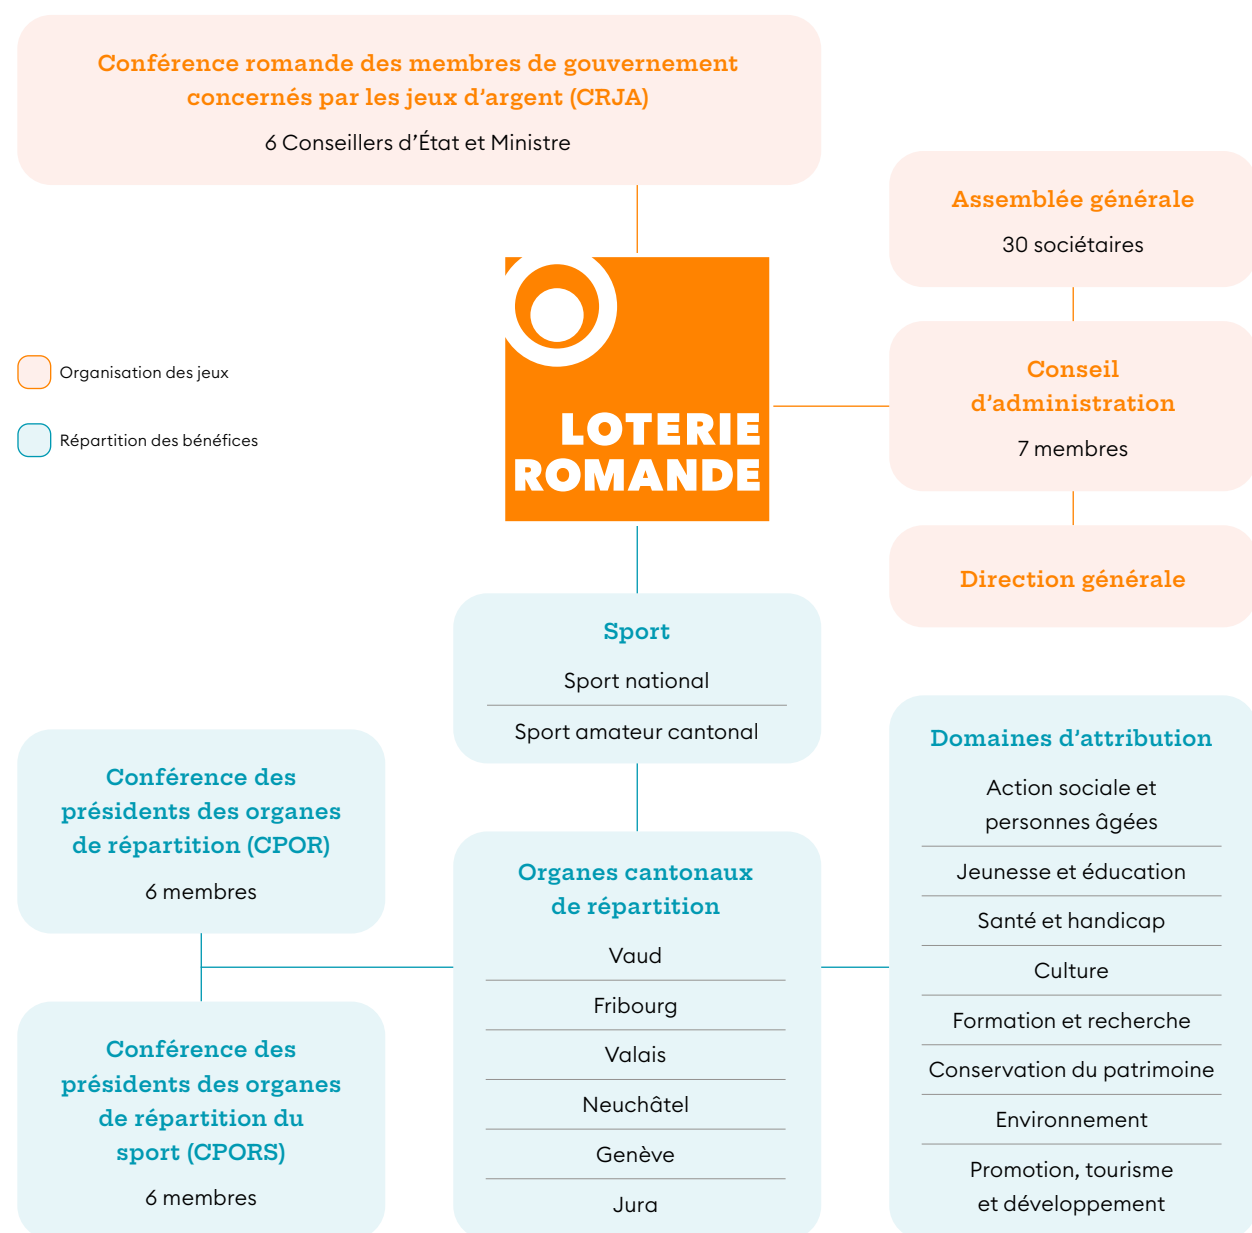 Conférence romande des membres de gouvernement
concernés par les jeux d'argent (CRJA)
6 Conseillers d'État et Ministre
Assemblée générale
30 sociétaires
Conseil
d'administration
7 membres
Direction générale
Organisation des jeux
Répartition des bénéfices
LOTERIE
ROMANDE
Sport
Sport national
Sport amateur cantonal
Conférence des
présidents des organes
de répartition (CPOR)
6 membres
Conférence des
présidents des organes
de répartition du
sport (CPORS)
6 membres
Organes cantonaux
de répartition
Vaud
Fribourg
Valais
Neuchâtel
Genève
Jura
Domaines d'attribution
Action sociale et
personnes âgées
Jeunesse et éducation
Santé et handicap
Culture
Formation et recherche
Conservation du patrimoine
Environnement
Promotion, tourisme
et développement